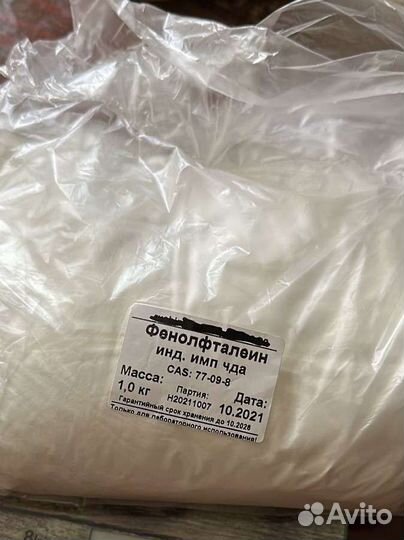 Фенолфталеин
инд. имп чда
CAS: 77-09-8
Масса: Партия: Дата:
1,0 кг H20211007 10.2021
Гарантийный срок хранения до 10.2026
Только для лабораторного использования!
Avito